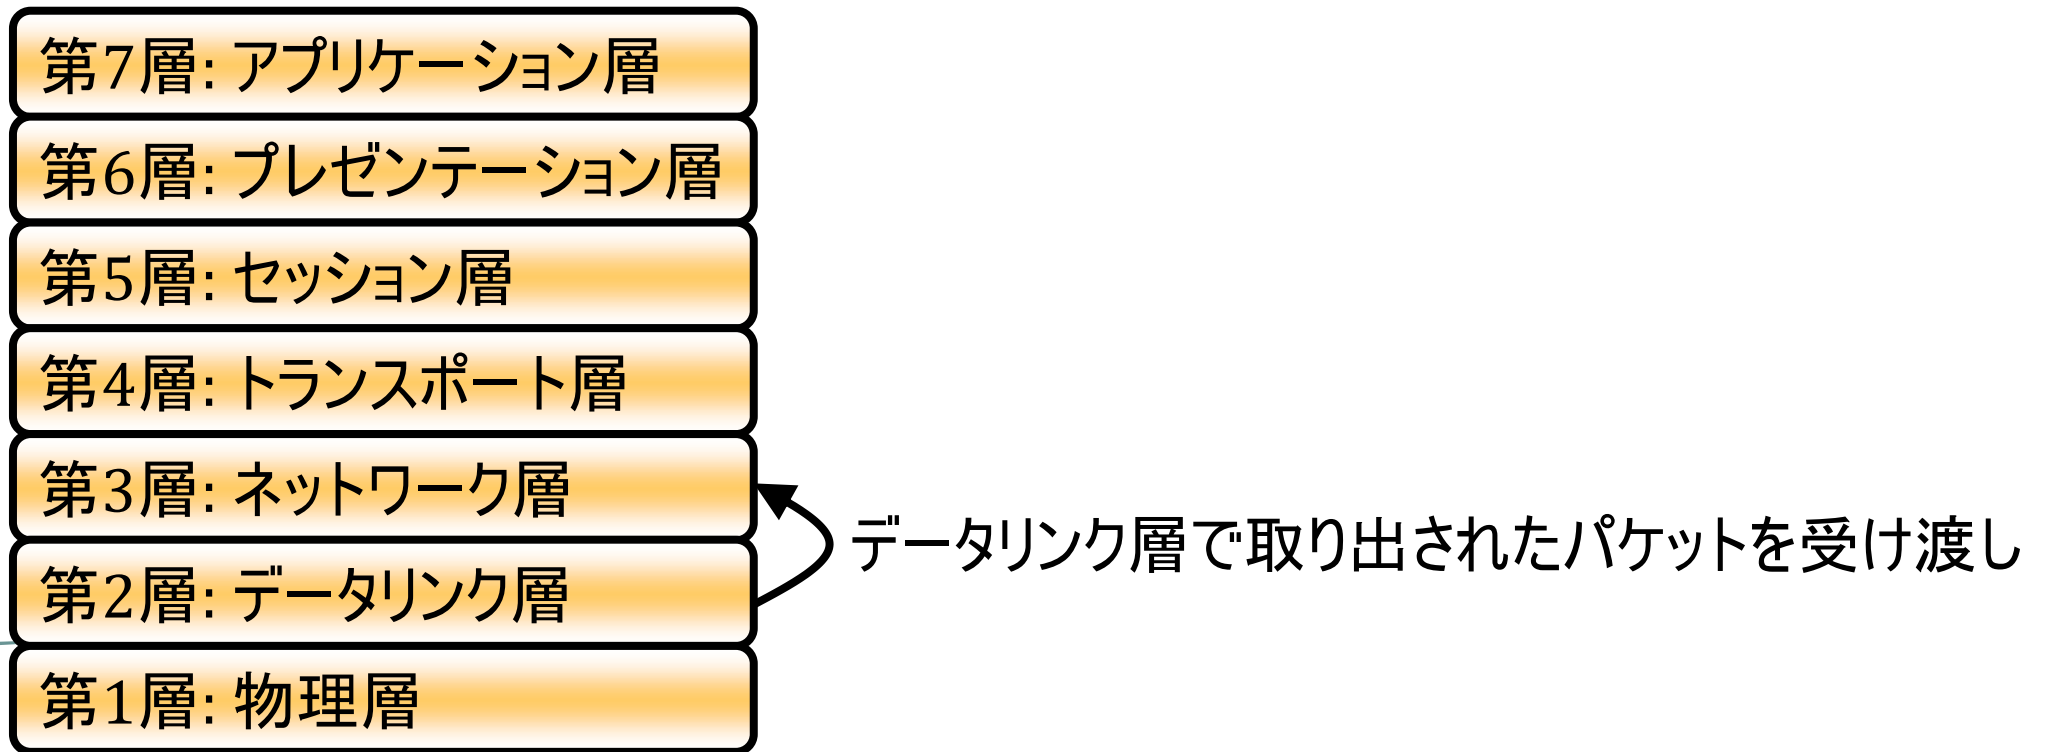 第7層: アプリケーション層
第6層: プレゼンテーション層
第5層: セッション層
第4層: トランスポート層
第3層: ネットワーク層
データリンク層で取り出されたパケットを受け渡し
第2層: データリンク層
第1層: 物理層